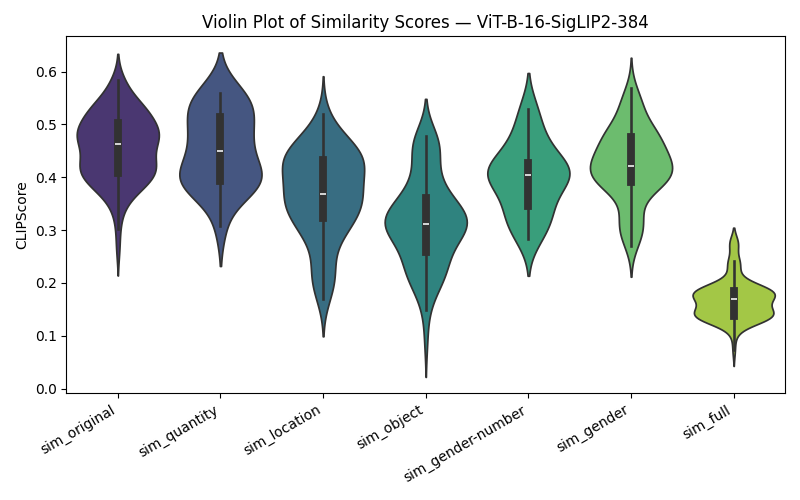 Violin Plot of Similarity Scores — ViT-B-16-SigLIP2-384
CLIPScore
0.6
0.5
0.4
0.3
0.2
0.1
0.0
sim_original
sim_quantity
sim_location
sim_object
sim_gender-number
sim_gender
sim_full